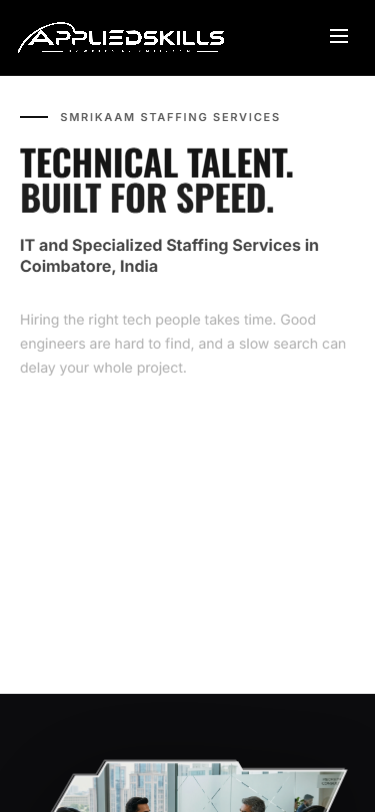 APPLIEDSKILLS
SMRIKAAM STAFFING SERVICES
TECHNICAL TALENT.
BUILT FOR SPEED.
IT and Specialized Staffing Services in
Coimbatore, India
Hiring the right tech people takes time. Good
engineers are hard to find, and a slow search can
delay your whole project.